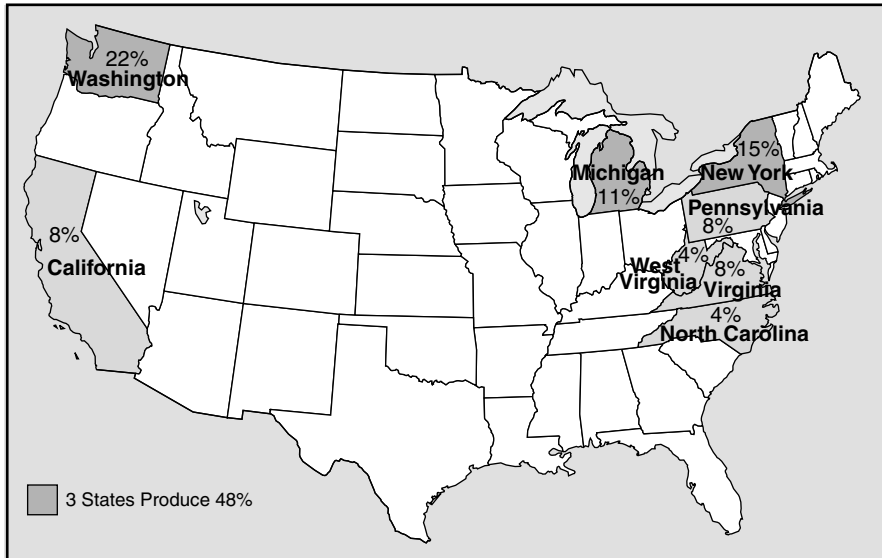 22%
Washington
15%
New York
Michigan
11%
Pennsylvania
8%
8%
California
4%
West
Virginia
8%
Virginia
4%
North Carolina
3 States Produce 48%